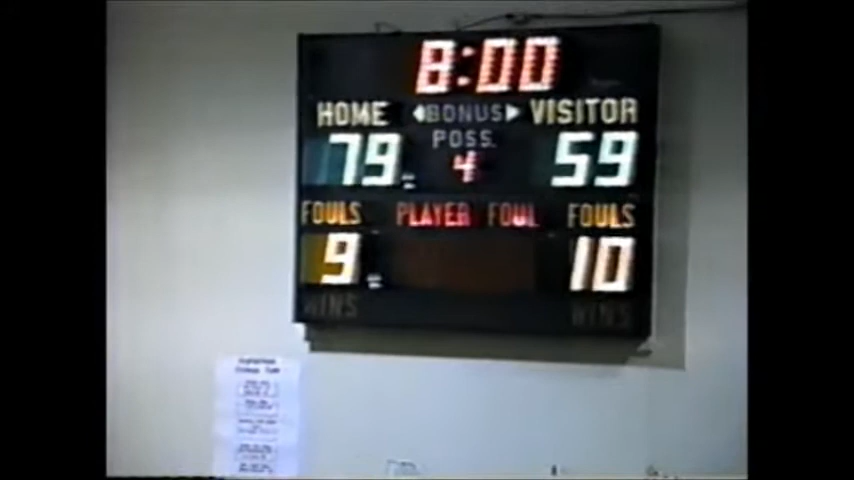 8:00
HOME ◀BONUS▶ VISITOR
POSS.
79 4 59
FOULS PLAYER FOUL FOULS
9 10
WINS WINS